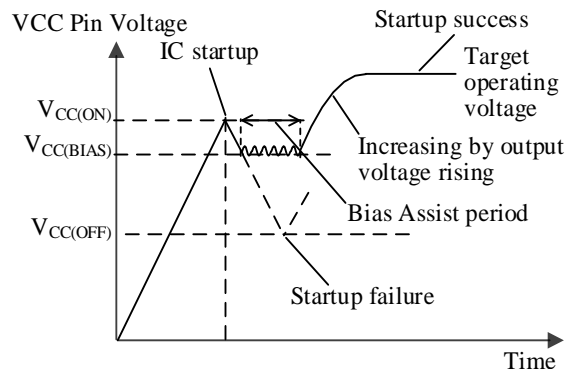 VCC Pin Voltage
Startup success
IC startup
Target
operating
voltage
VCC(ON)
VCC(BIAS)
Increasing by output
voltage rising
Bias Assist period
VCC(OFF)
Startup failure
Time